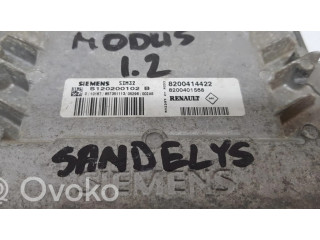 MODUS
1.2
SIEMENS SIM32
S120200102 B
8200414422
8200401566
RENAULT
SANDELYS
SIEMENS
OVOKO